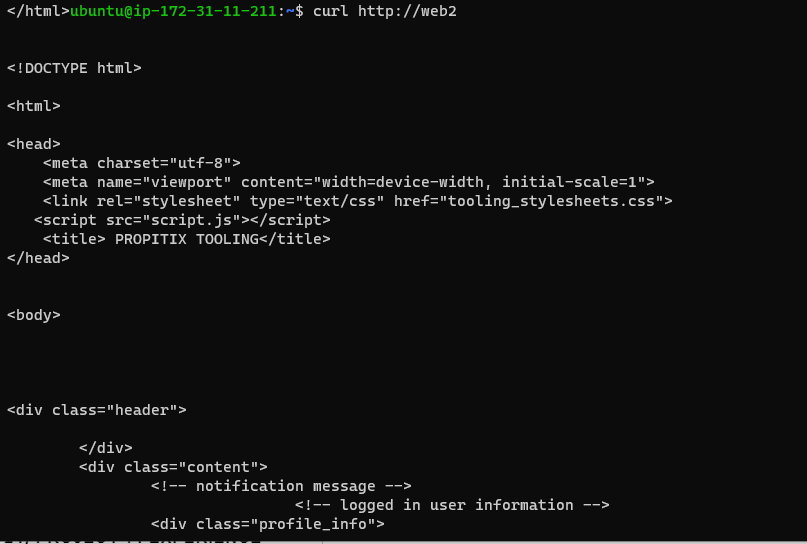 </html>ubuntu@ip-172-31-11-211:~$ curl http://web2
<!DOCTYPE html>
<html>
<head>
    <meta charset="utf-8">
    <meta name="viewport" content="width=device-width, initial-scale=1">
    <link rel="stylesheet" type="text/css" href="tooling_stylesheets.css">
   <script src="script.js"></script>
    <title> PROPITIX TOOLING</title>
</head>
<body>
<div class="header">
        </div>
        <div class="content">
                <!-- notification message -->
                                <!-- logged in user information -->
                <div class="profile_info">